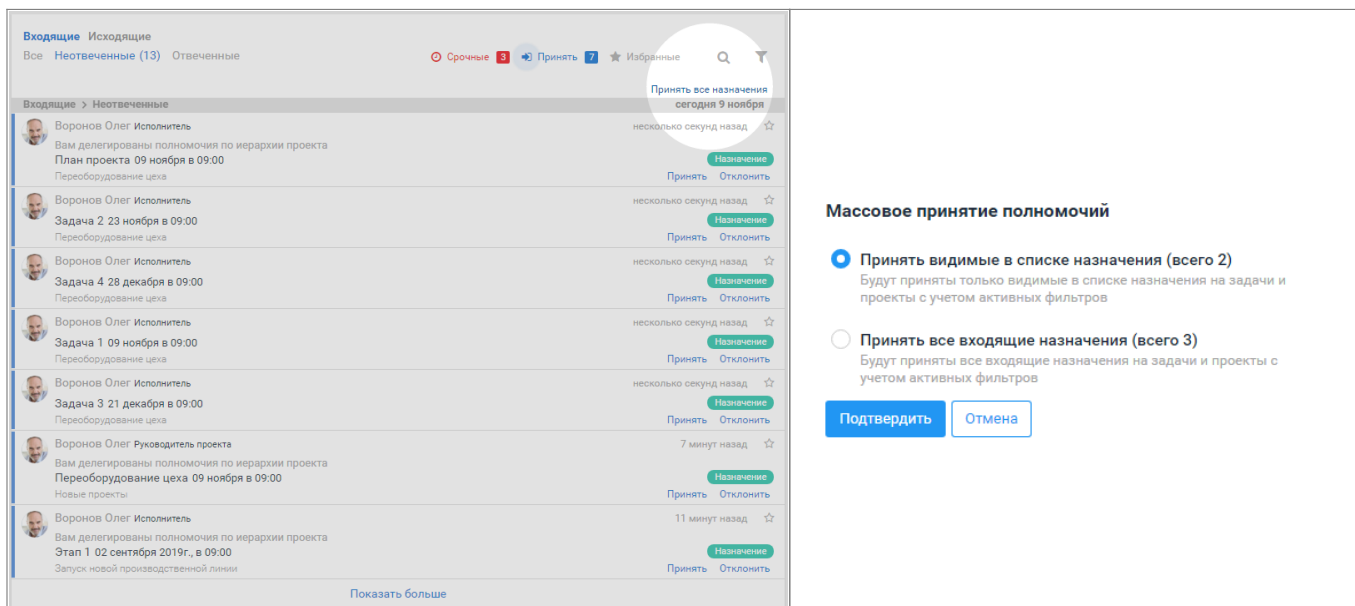 Входящие Исходящие
Все Неотвеченные (13) Отвеченные
Срочные 3 Принять 7 Избранные
Принять все назначения
Входящие > Неотвеченные сегодня 9 ноября
Воронов Олег Исполнитель несколько секунд назад
Вам делегированы полномочия по иерархии проекта
План проекта 09 ноября в 09:00 Назначение
Переоборудование цеха Принять Отклонить
Воронов Олег Исполнитель несколько секунд назад
Задача 2 23 ноября в 09:00 Назначение
Переоборудование цеха Принять Отклонить
Воронов Олег Исполнитель несколько секунд назад
Задача 4 28 декабря в 09:00 Назначение
Переоборудование цеха Принять Отклонить
Воронов Олег Исполнитель несколько секунд назад
Задача 1 09 ноября в 09:00 Назначение
Переоборудование цеха Принять Отклонить
Воронов Олег Исполнитель несколько секунд назад
Задача 3 21 декабря в 09:00 Назначение
Переоборудование цеха Принять Отклонить
Воронов Олег Руководитель проекта 7 минут назад
Вам делегированы полномочия по иерархии проекта
Переоборудование цеха 09 ноября в 09:00 Назначение
Новые проекты Принять Отклонить
Воронов Олег Исполнитель 11 минут назад
Вам делегированы полномочия по иерархии проекта
Этап 1 02 сентября 2019г., в 09:00 Назначение
Запуск новой производственной линии Принять Отклонить
Показать больше
Массовое принятие полномочий
Принять видимые в списке назначения (всего 2)
Будут приняты только видимые в списке назначения на задачи и
проекты с учетом активных фильтров
Принять все входящие назначения (всего 3)
Будут приняты все входящие назначения на задачи и проекты с
учетом активных фильтров
Подтвердить Отмена